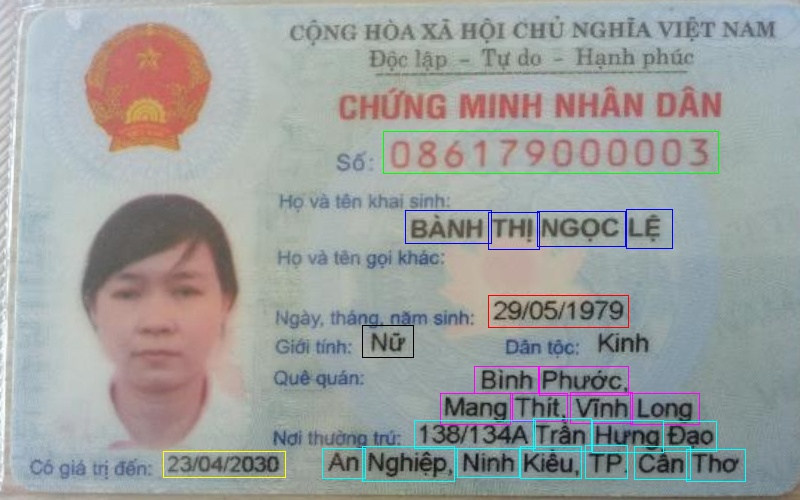 CỘNG HÒA XÃ HỘI CHỦ NGHĨA VIỆT NAM
Độc lập - Tự do - Hạnh phúc
CHỨNG MINH NHÂN DÂN
Số: 086179000003
Họ và tên khai sinh:
BÀNH THỊ NGỌC LỆ
Họ và tên gọi khác:
Ngày, tháng, năm sinh: 29/05/1979
Giới tính: Nữ Dân tộc: Kinh
Quê quán: Bình Phước,
Mang Thít, Vĩnh Long
Nơi thường trú: 138/134A Trần Hưng Đạo
Có giá trị đến: 23/04/2030 An Nghiệp, Ninh Kiều, TP. Cần Thơ